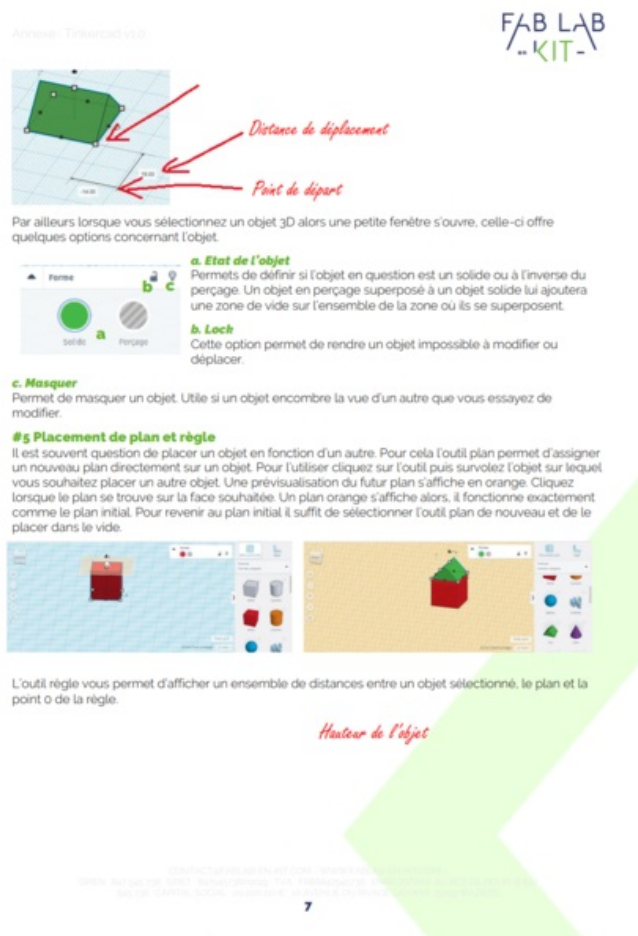 Annexe : Tinkercad v1.0
FAB LAB
KIT
Distance de déplacement
Point de départ
Par ailleurs lorsque vous sélectionnez un objet 3D alors une petite fenêtre s'ouvre, celle-ci offre
quelques options concernant l'objet.
a. Etat de l'objet
Permets de définir si l'objet en question est un solide ou à l'inverse du
perçage. Un objet en perçage superposé à un objet solide lui ajoutera
une zone de vide sur l'ensemble de la zone où ils se superposent.
Forme
b c
a
Solide Perçage
b. Lock
Cette option permet de rendre un objet impossible à modifier ou
déplacer.
c. Masquer
Permet de masquer un objet. Utile si un objet encombre la vue d'un autre que vous essayez de
modifier.
#5 Placement de plan et règle
Il est souvent question de placer un objet en fonction d'un autre. Pour cela l'outil plan permet d'assigner
un nouveau plan directement sur un objet. Pour l'utiliser cliquez sur l'outil puis survolez l'objet sur lequel
vous souhaitez placer un autre objet. Une prévisualisation du futur plan s'affiche en orange. Cliquez
lorsque le plan se trouve sur la face souhaitée. Un plan orange s'affiche alors, il fonctionne exactement
comme le plan initial. Pour revenir au plan initial il suffit de sélectionner l'outil plan de nouveau et de le
placer dans le vide.
L'outil règle vous permet d'afficher un ensemble de distances entre un objet sélectionné, le plan et la
point 0 de la règle.
Hauteur de l'objet
7